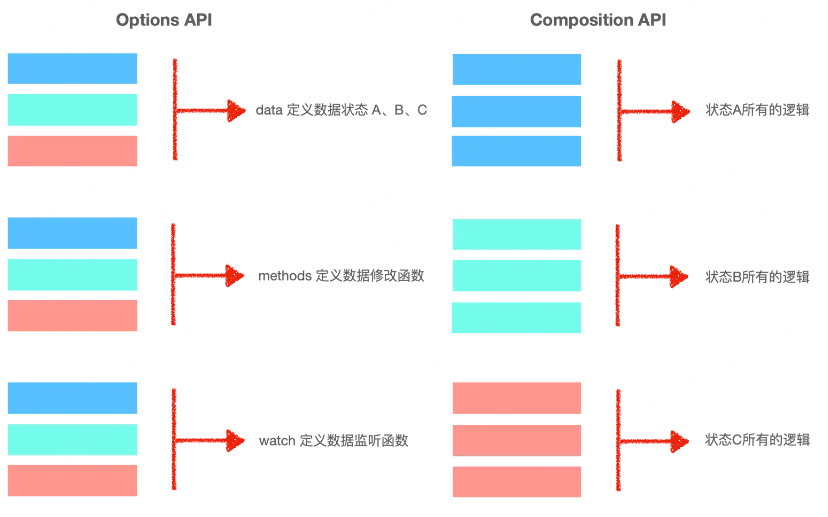 Options API
data 定义数据状态 A、B、C
methods 定义数据修改函数
watch 定义数据监听函数
Composition API
状态A所有的逻辑
状态B所有的逻辑
状态C所有的逻辑